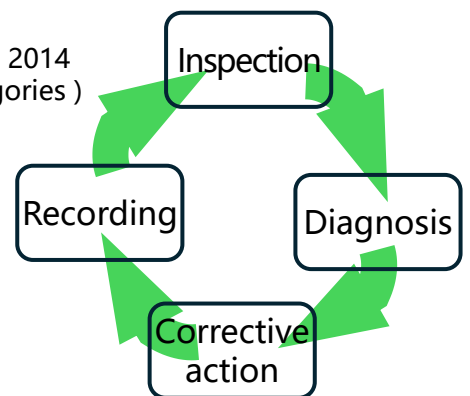 2014
Inspection
gories )
Recording
Diagnosis
Corrective
action